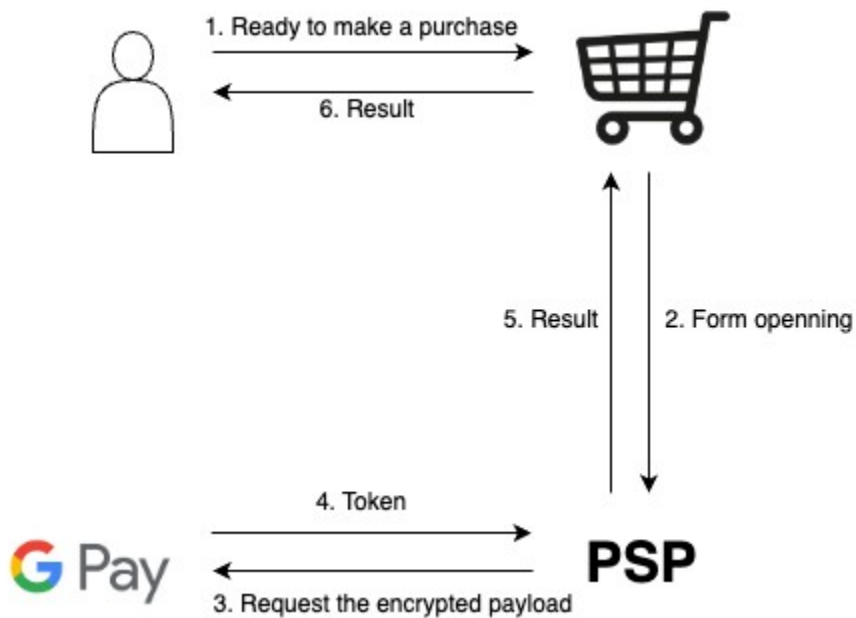 1. Ready to make a purchase
6. Result
5. Result
2. Form openning
4. Token
G Pay
PSP
3. Request the encrypted payload